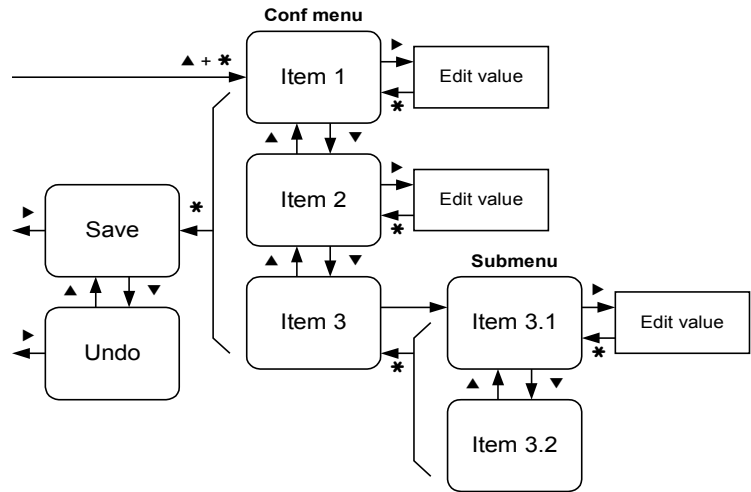 Conf menu
▲ + ✱
Item 1
▶
Edit value
✱
▲ ▼
Item 2
▶
Edit value
✱
▲ ▼
Item 3
Submenu
Item 3.1
▶
Edit value
✱
✱
▲ ▼
Item 3.2
✱
▶
Save
▲ ▼
▶
Undo